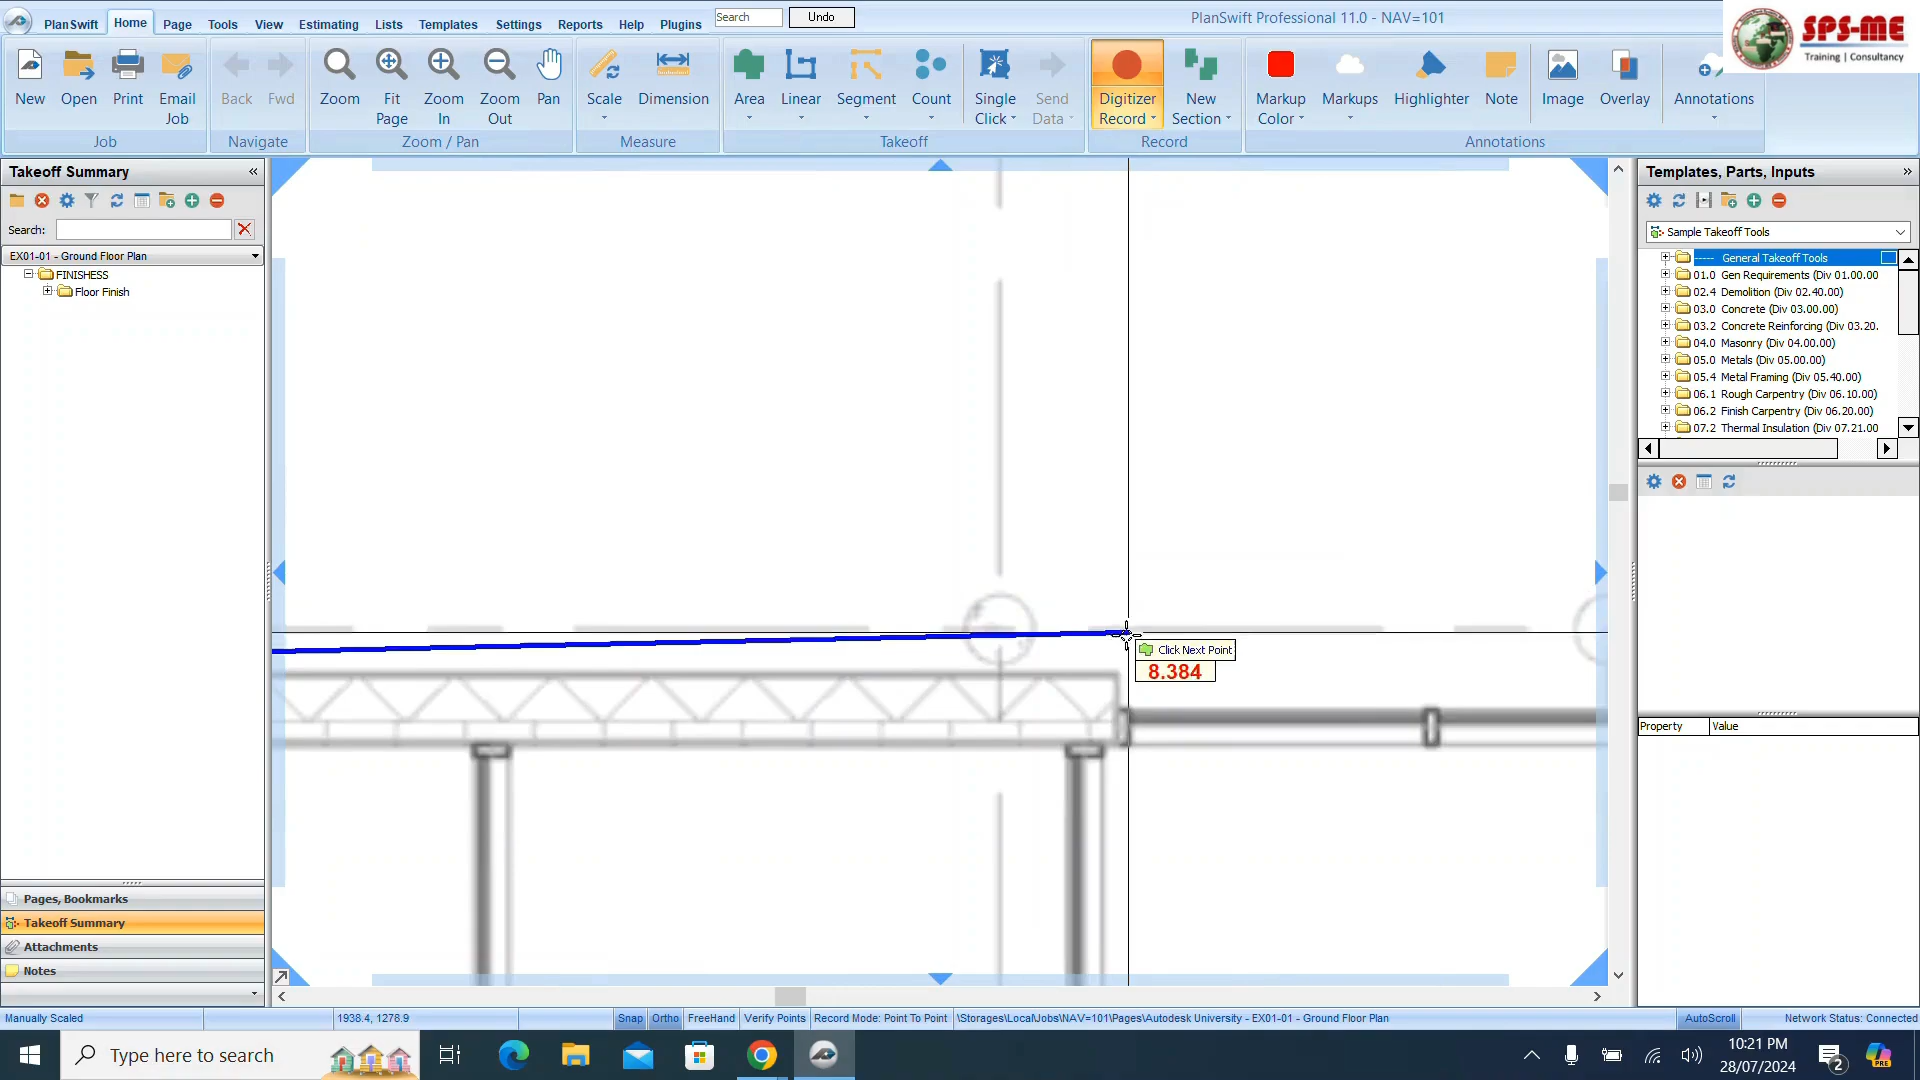 PlanSwift
Home
Page
Tools
View
Estimating
Lists
Templates
Settings
Reports
Help
Plugins
Search
Undo
PlanSwift Professional 11.0 - NAV=101
SPS-ME
Training | Consultancy
New
Open
Print
Email
Job
Back
Fwd
Zoom
Fit
Page
Zoom
In
Zoom
Out
Pan
Scale
Dimension
Area
Linear
Segment
Count
Single
Click
Send
Data
Digitizer
Record
New
Section
Markup
Color
Markups
Highlighter
Note
Image
Overlay
Annotations
Job
Navigate
Zoom / Pan
Measure
Takeoff
Record
Annotations
Takeoff Summary
Search:
EX01-01 - Ground Floor Plan
FINISHESS
Floor Finish
Click Next Point
8.384
Templates, Parts, Inputs
Sample Takeoff Tools
----- General Takeoff Tools
01.0 Gen Requirements (Div 01.00.00
02.4 Demolition (Div 02.40.00)
03.0 Concrete (Div 03.00.00)
03.2 Concrete Reinforcing (Div 03.20.
04.0 Masonry (Div 04.00.00)
05.0 Metals (Div 05.00.00)
05.4 Metal Framing (Div 05.40.00)
06.1 Rough Carpentry (Div 06.10.00)
06.2 Finish Carpentry (Div 06.20.00)
07.2 Thermal Insulation (Div 07.21.00
Property Value
Pages, Bookmarks
Takeoff Summary
Attachments
Notes
Manually Scaled
1938.4, 1278.9
Snap
Ortho
FreeHand
Verify Points
Record Mode: Point To Point
\Storages\LocalJobs\NAV=101\Pages\Autodesk University - EX01-01 - Ground Floor Plan
AutoScroll
Network Status: Connected
Type here to search
10:21 PM
28/07/2024
2
PRE